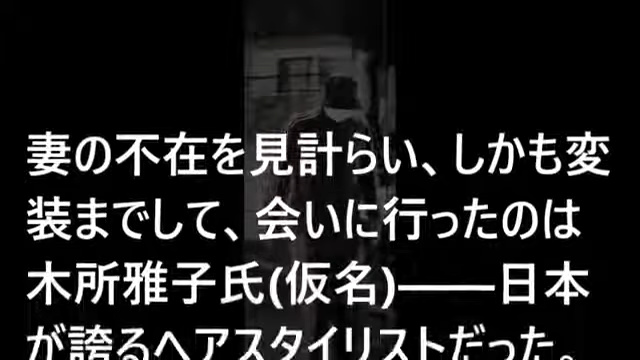 妻の不在を見計らい、しかも変
装までして、会いに行ったのは
木所雅子氏(仮名)――日本
が誇るヘアスタイリストだった。